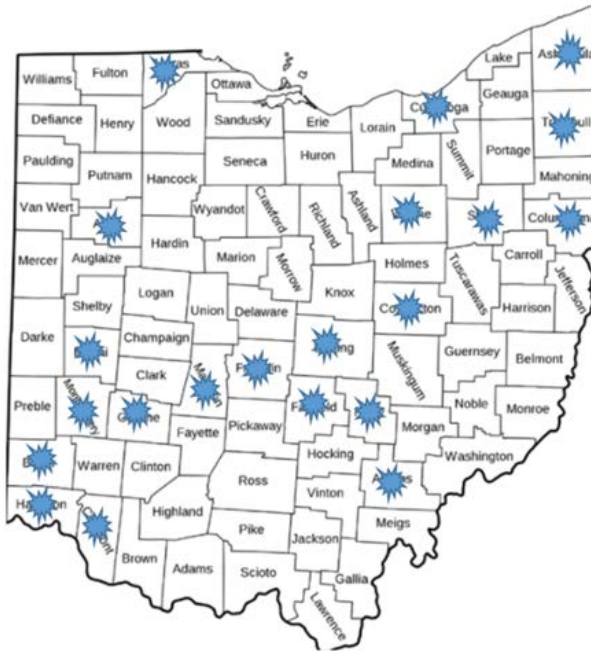 Lake
Williams
Fulton
Ottawa
Geauga
Defiance
Henry
Wood
Sandusky
Erie
Lorain
Summit
Portage
Paulding
Putnam
Seneca
Huron
Medina
Mahoning
Hancock
Van Wert
Wyandot
Crawford
Richland
Ashland
Hardin
Carroll
Mercer
Auglaize
Marion
Morrow
Holmes
Tuscarawas
Jefferson
Logan
Union
Knox
Harrison
Shelby
Delaware
Darke
Champaign
Muskingum
Guernsey
Belmont
Clark
Preble
Fayette
Pickaway
Morgan
Noble
Monroe
Warren
Clinton
Hocking
Washington
Ross
Vinton
Highland
Pike
Jackson
Meigs
Brown
Adams
Scioto
Gallia
Lawrence